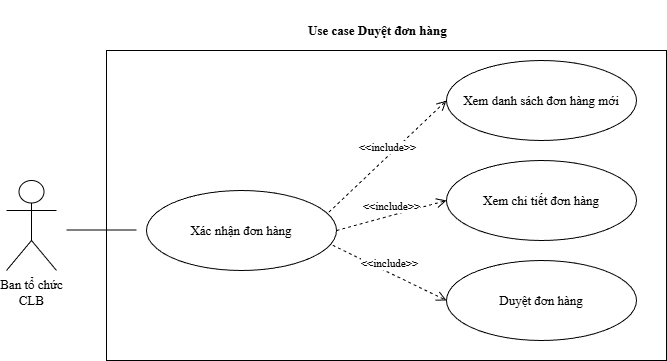 Use case Duyệt đơn hàng
Xem danh sách đơn hàng mới
<<include>>
Xem chi tiết đơn hàng
<<include>>
Xác nhận đơn hàng
<<include>>
Ban tổ chức
CLB
Duyệt đơn hàng